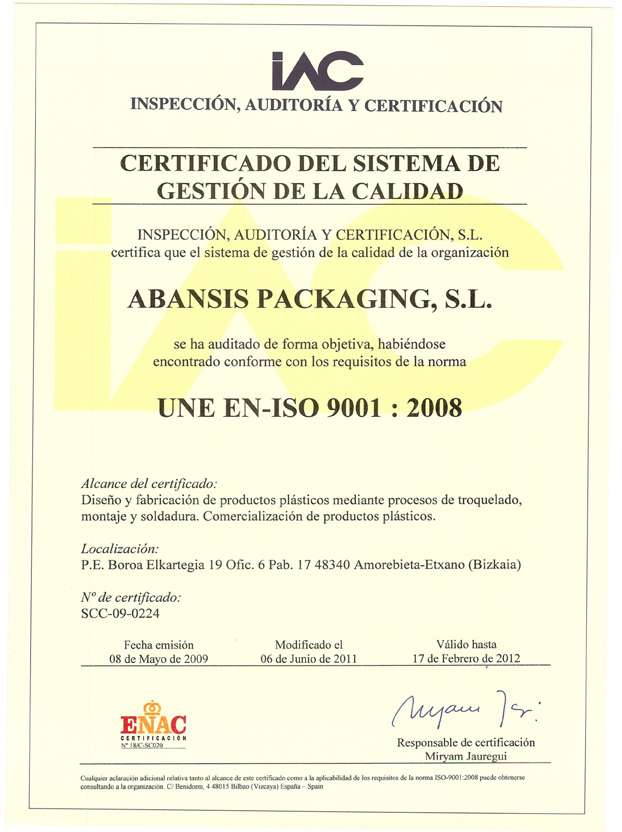 iAC
INSPECCIÓN, AUDITORÍA Y CERTIFICACIÓN
CERTIFICADO DEL SISTEMA DE
GESTIÓN DE LA CALIDAD
INSPECCIÓN, AUDITORÍA Y CERTIFICACIÓN, S.L.
certifica que el sistema de gestión de la calidad de la organización
ABANSIS PACKAGING, S.L.
se ha auditado de forma objetiva, habiéndose
encontrado conforme con los requisitos de la norma
UNE EN-ISO 9001 : 2008
Alcance del certificado:
Diseño y fabricación de productos plásticos mediante procesos de troquelado,
montaje y soldadura. Comercialización de productos plásticos.
Localización:
P.E. Boroa Elkartegia 19 Ofic. 6 Pab. 17 48340 Amorebieta-Etxano (Bizkaia)
Nº de certificado:
SCC-09-0224
Fecha emisión Modificado el Válido hasta
08 de Mayo de 2009 06 de Junio de 2011 17 de Febrero de 2012
ENAC
CERTIFICACIÓN
Nº 18/C-SC020
Myriam Jau
Responsable de certificación
Miryam Jauregui
Cualquier aclaración adicional relativa tanto al alcance de este certificado como a la aplicabilidad de los requisitos de la norma ISO-9001:2008 puede obtenerse
consultando a la organización. C/ Benidorm, 4 48015 Bilbao (Vizcaya) España – Spain